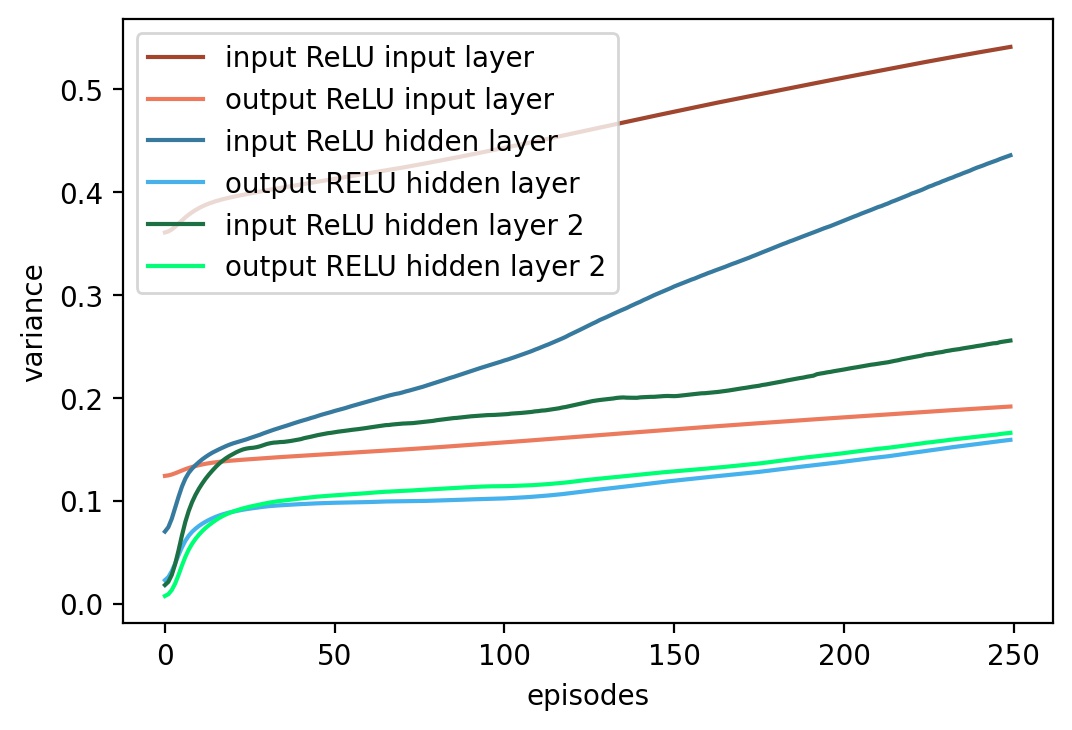 input ReLU input layer
output ReLU input layer
input ReLU hidden layer
output RELU hidden layer
input ReLU hidden layer 2
output RELU hidden layer 2
0.5
0.4
0.3
0.2
0.1
0.0
variance
0 50 100 150 200 250
episodes